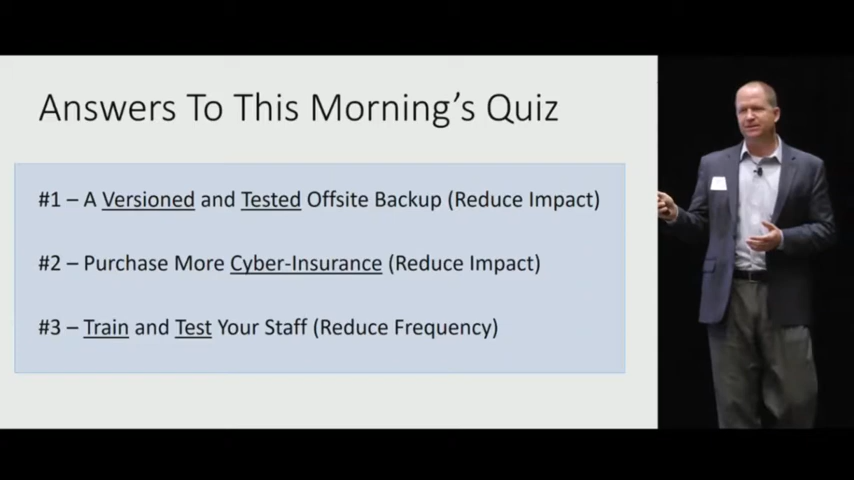 Answers To This Morning's Quiz
#1 – A Versioned and Tested Offsite Backup (Reduce Impact)
#2 – Purchase More Cyber-Insurance (Reduce Impact)
#3 – Train and Test Your Staff (Reduce Frequency)